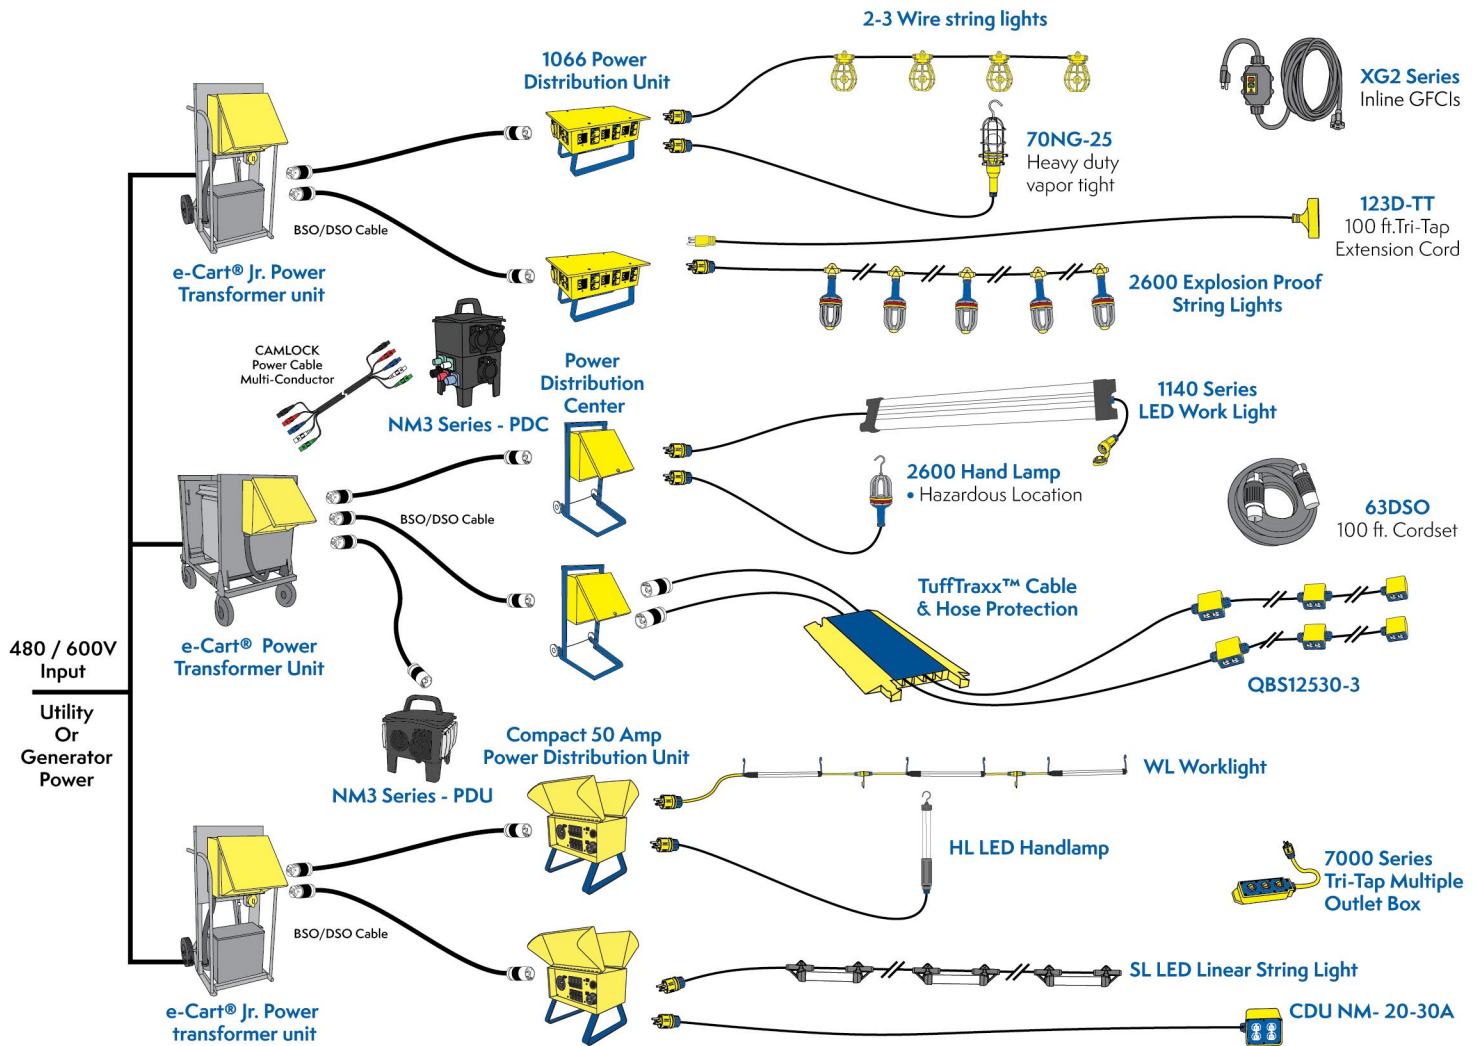 2-3 Wire string lights
1066 Power
Distribution Unit
XG2 Series
Inline GFCIs
70NG-25
Heavy duty
vapor tight
123D-TT
100 ft.Tri-Tap
Extension Cord
BSO/DSO Cable
e-Cart® Jr. Power
Transformer unit
2600 Explosion Proof
String Lights
CAMLOCK
Power Cable
Multi-Conductor
NM3 Series - PDC
Power
Distribution
Center
1140 Series
LED Work Light
2600 Hand Lamp
• Hazardous Location
63DSO
100 ft. Cordset
BSO/DSO Cable
TuffTraxx™ Cable
& Hose Protection
e-Cart® Power
Transformer Unit
QBS12530-3
480 / 600V
Input
Utility
Or
Generator
Power
NM3 Series - PDU
Compact 50 Amp
Power Distribution Unit
WL Worklight
HL LED Handlamp
7000 Series
Tri-Tap Multiple
Outlet Box
BSO/DSO Cable
SL LED Linear String Light
e-Cart® Jr. Power
transformer unit
CDU NM- 20-30A